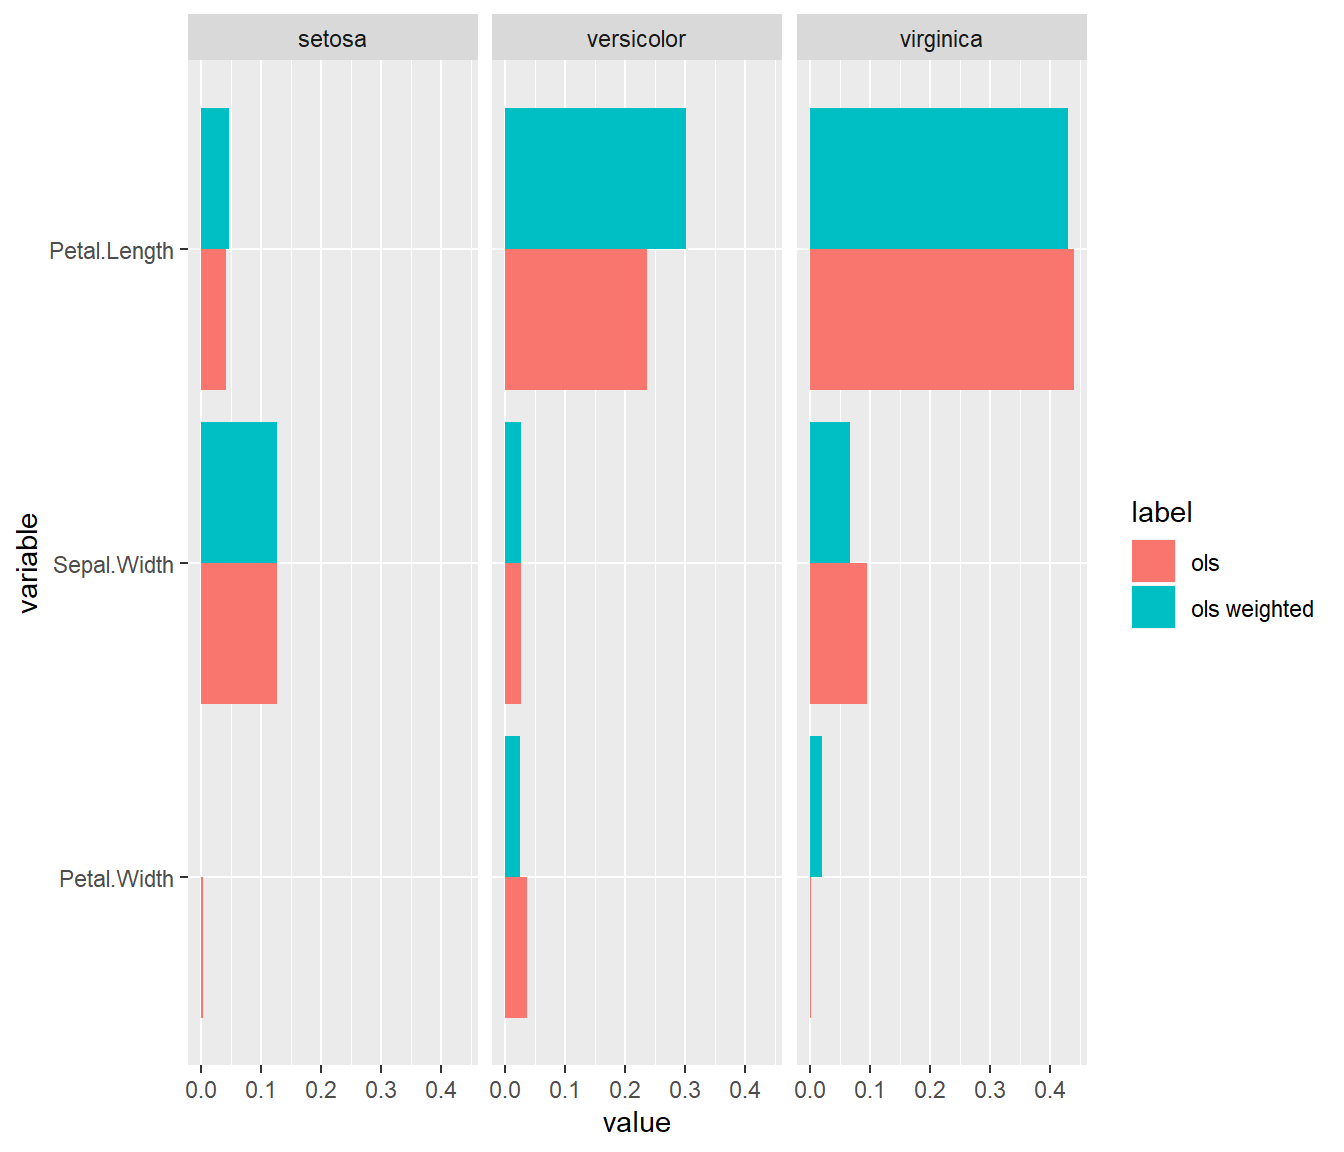 setosa
versicolor
virginica
Petal.Length
Sepal.Width
Petal.Width
variable
0.0 0.1 0.2 0.3 0.4
0.0 0.1 0.2 0.3 0.4
0.0 0.1 0.2 0.3 0.4
value
label
ols
ols weighted